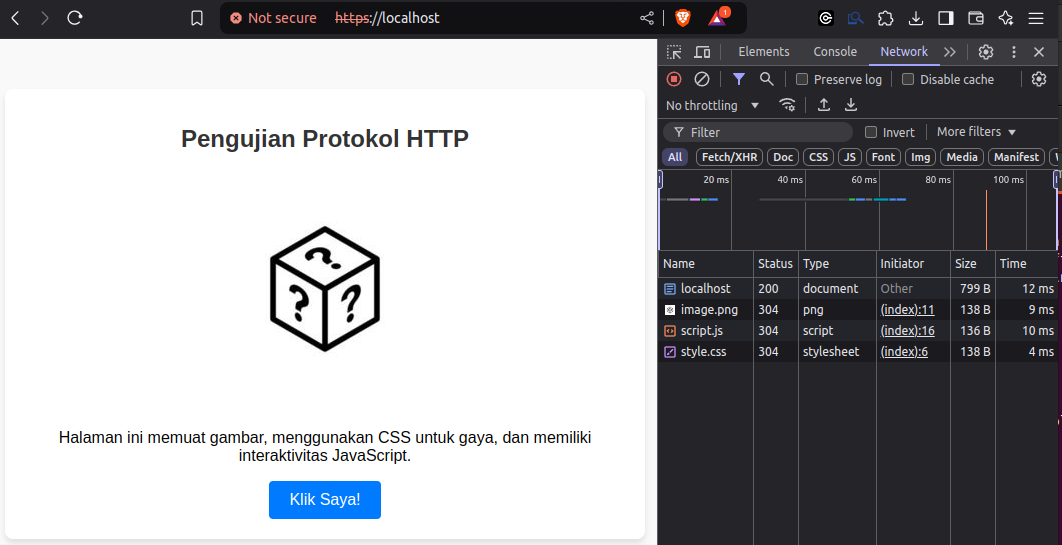 Not secure https://localhost 1
Elements Console Network
Preserve log Disable cache
No throttling
Filter Invert More filters
All Fetch/XHR Doc CSS JS Font Img Media Manifest
20 ms 40 ms 60 ms 80 ms 100 ms
Name Status Type Initiator Size Time
localhost 200 document Other 799 B 12 ms
image.png 304 png (index):11 138 B 9 ms
script.js 304 script (index):16 136 B 10 ms
style.css 304 stylesheet (index):6 138 B 4 ms
Pengujian Protokol HTTP
? ? ?
Halaman ini memuat gambar, menggunakan CSS untuk gaya, dan memiliki
interaktivitas JavaScript.
Klik Saya!